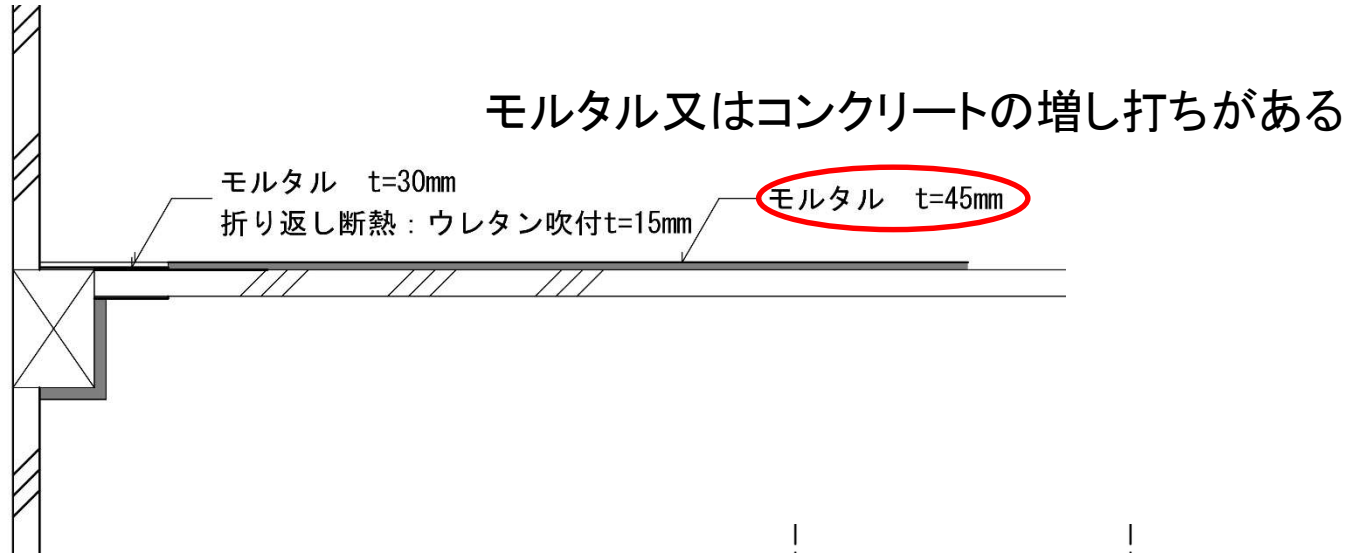 モルタル又はコンクリートの増し打ちがある
モルタル　t=30mm
折り返し断熱：ウレタン吹付t=15mm
モルタル　t=45mm